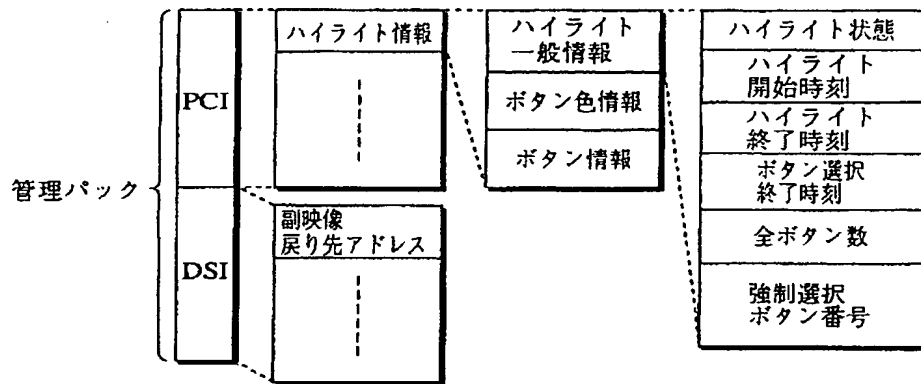 管理パック
PCI
DSI
ハイライト情報
副映像
戻り先アドレス
ハイライト
一般情報
ボタン色情報
ボタン情報
ハイライト状態
ハイライト
開始時刻
ハイライト
終了時刻
ボタン選択
終了時刻
全ボタン数
強制選択
ボタン番号